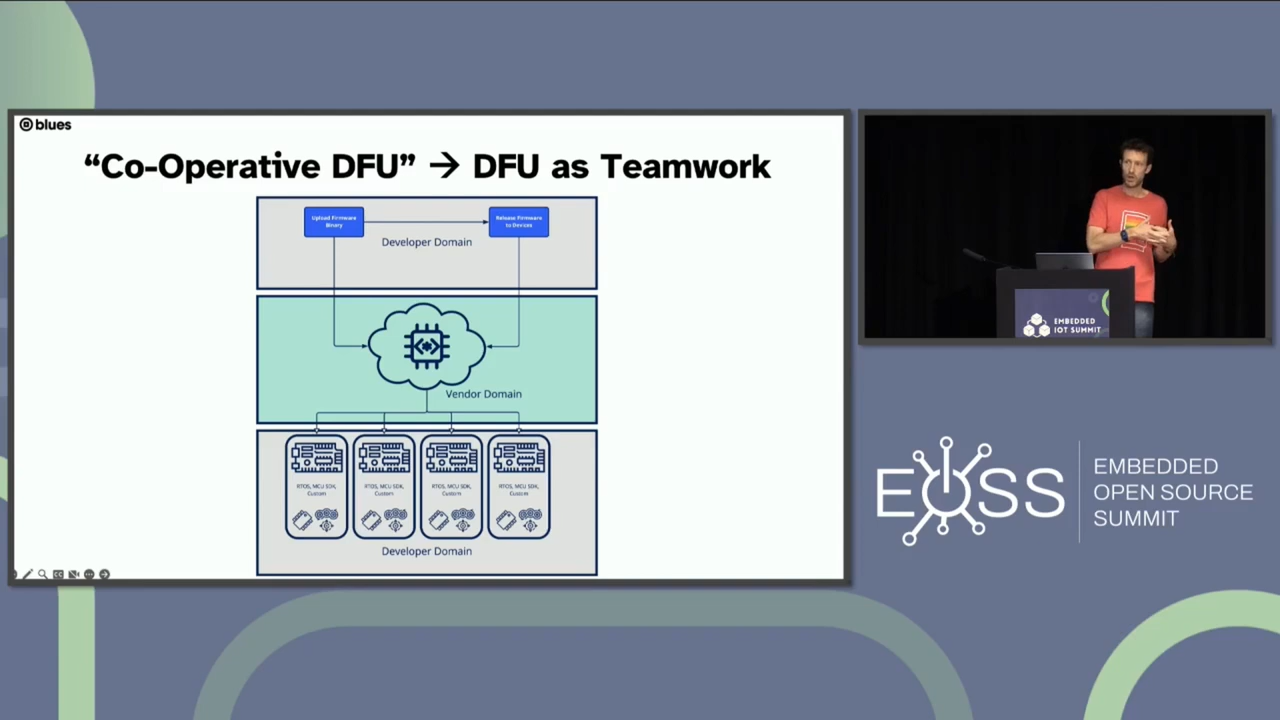 blues
“Co-Operative DFU” → DFU as Teamwork
Upload Firmware
Binary
Release Firmware
to Devices
Developer Domain
Vendor Domain
RTOS, MCU SDK,
Custom
RTOS, MCU SDK,
Custom
RTOS, MCU SDK,
Custom
RTOS, MCU SDK,
Custom
Developer Domain
EMBEDDED
IOT SUMMIT
EOSS
EMBEDDED
OPEN SOURCE
SUMMIT